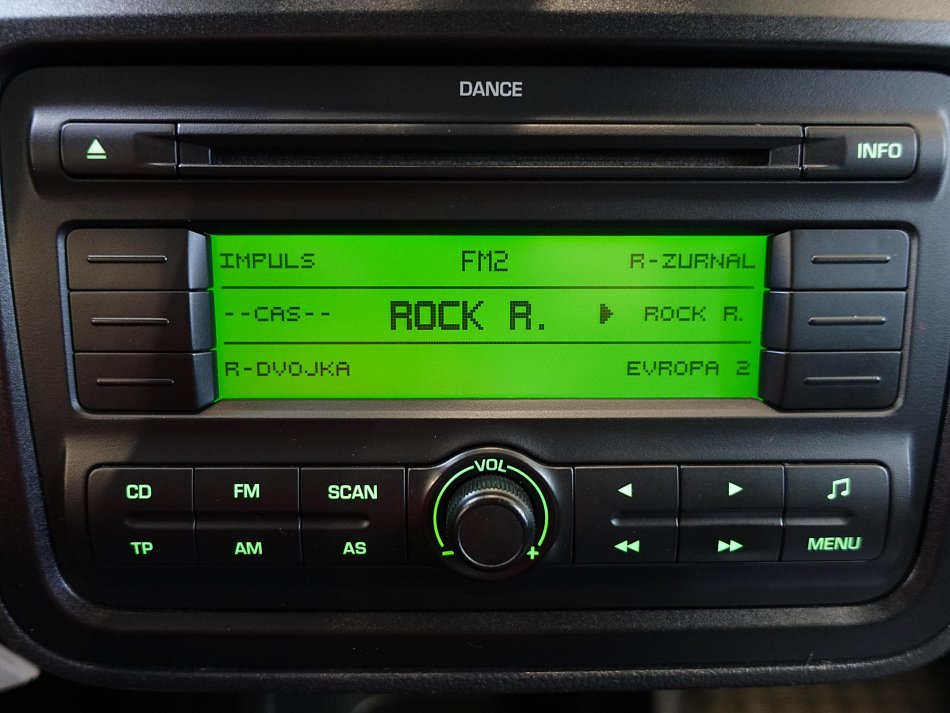 DANCE
INFO
IMPULS FM2 R-ZURNAL
--CAS-- ROCK R. ROCK R.
R-DVOJKA EVROPA 2
VOL
CD FM SCAN
TP AM AS - + MENU